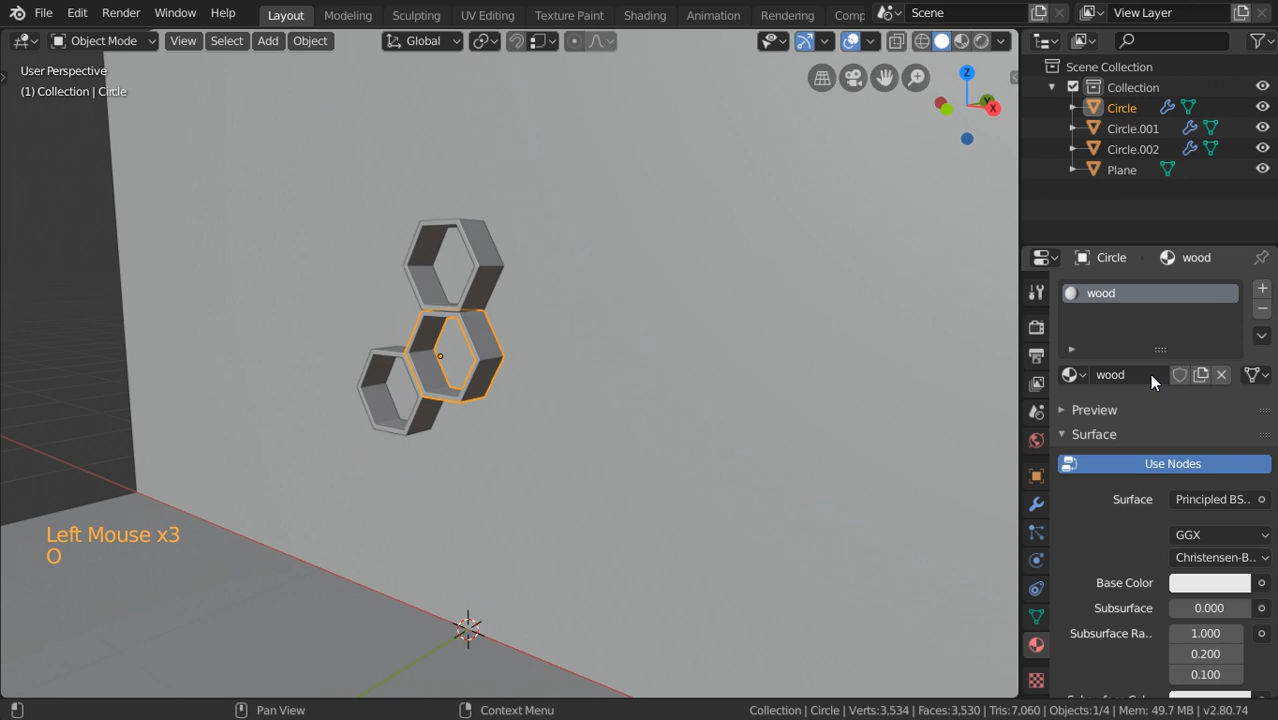 File Edit Render Window Help Layout Modeling Sculpting UV Editing Texture Paint Shading Animation Rendering Comp Scene View Layer
Object Mode View Select Add Object Global
User Perspective
(1) Collection | Circle
Z
Y
X
Left Mouse x3
O
Scene Collection
Collection
Circle
Circle.001
Circle.002
Plane
Circle wood
wood
wood
Preview
Surface
Use Nodes
Surface Principled BS..
GGX
Christensen-B..
Base Color
Subsurface 0.000
Subsurface Ra.. 1.000
0.200
0.100
Pan View Context Menu Collection | Circle | Verts:3,534 | Faces:3,530 | Tris:7,060 | Objects:1/4 | Mem: 49.7 MB | v2.80.74